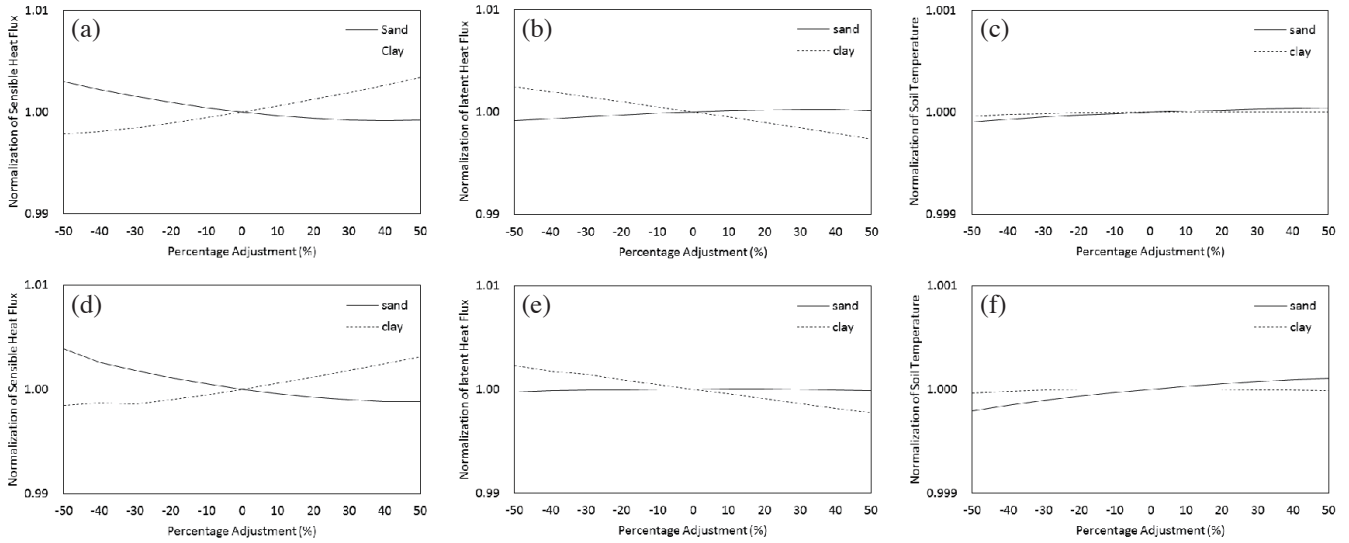 (a)
Sand
Clay
Normalization of Sensible Heat Flux
1.01
1.00
0.99
-50 -40 -30 -20 -10 0 10 20 30 40 50
Percentage Adjustment (%)
(b)
sand
clay
Normalization of latent Heat Flux
1.01
1.00
0.99
-50 -40 -30 -20 -10 0 10 20 30 40 50
Percentage Adjustment (%)
(c)
sand
clay
Normalization of Soil Temperature
1.001
1.000
0.999
-50 -40 -30 -20 -10 0 10 20 30 40 50
Percentage Adjustment (%)
(d)
sand
clay
Normalization of Sensible Heat Flux
1.01
1.00
0.99
-50 -40 -30 -20 -10 0 10 20 30 40 50
Percentage Adjustment (%)
(e)
sand
clay
Normalization of latent Heat Flux
1.01
1.00
0.99
-50 -40 -30 -20 -10 0 10 20 30 40 50
Percentage Adjustment (%)
(f)
sand
clay
Normalization of Soil Temperature
1.001
1.000
0.999
-50 -40 -30 -20 -10 0 10 20 30 40 50
Percentage Adjustment (%)